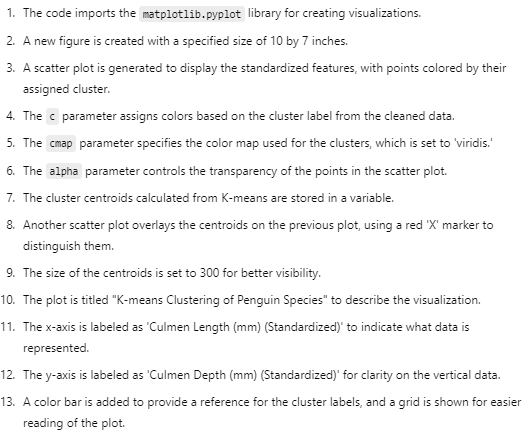 1. The code imports the matplotlib.pyplot library for creating visualizations.
2. A new figure is created with a specified size of 10 by 7 inches.
3. A scatter plot is generated to display the standardized features, with points colored by their
assigned cluster.
4. The c parameter assigns colors based on the cluster label from the cleaned data.
5. The cmap parameter specifies the color map used for the clusters, which is set to 'viridis.'
6. The alpha parameter controls the transparency of the points in the scatter plot.
7. The cluster centroids calculated from K-means are stored in a variable.
8. Another scatter plot overlays the centroids on the previous plot, using a red 'X' marker to
distinguish them.
9. The size of the centroids is set to 300 for better visibility.
10. The plot is titled "K-means Clustering of Penguin Species" to describe the visualization.
11. The x-axis is labeled as 'Culmen Length (mm) (Standardized)' to indicate what data is
represented.
12. The y-axis is labeled as 'Culmen Depth (mm) (Standardized)' for clarity on the vertical data.
13. A color bar is added to provide a reference for the cluster labels, and a grid is shown for easier
reading of the plot.